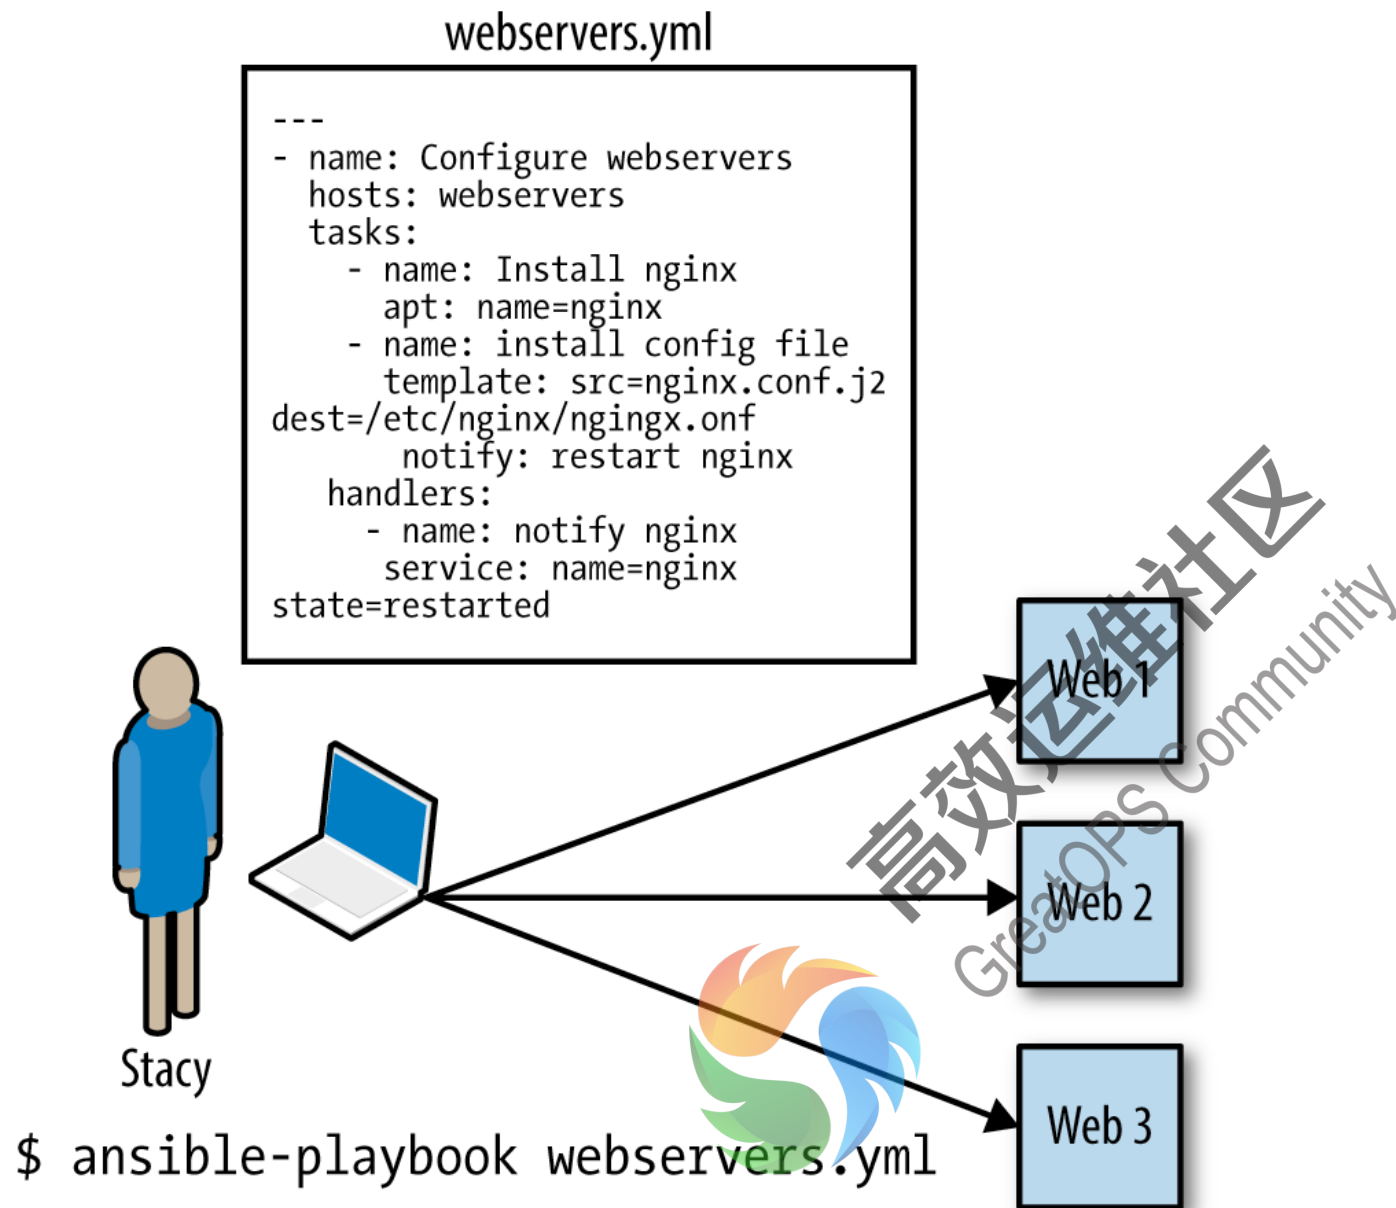 webservers.yml
---
- name: Configure webservers
hosts: webservers
tasks:
- name: Install nginx
apt: name=nginx
- name: install config file
template: src=nginx.conf.j2
dest=/etc/nginx/ngingx.onf
notify: restart nginx
handlers:
- name: notify nginx
service: name=nginx
state=restarted
Web 1
高效运维社区
GreatOPS Community
Web 2
Stacy
Web 3
$ ansible-playbook webservers.yml